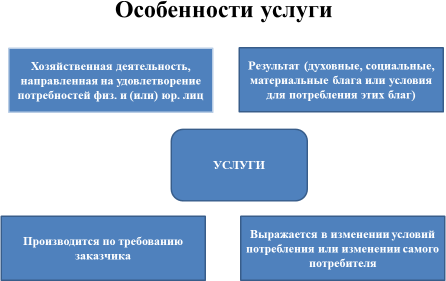 Особенности услуги
Хозяйственная деятельность,
направленная на удовлетворение
потребностей физ. и (или) юр. лиц
Результат (духовные, социальные,
материальные блага или условия
для потребления этих благ)
УСЛУГИ
Производится по требованию
заказчика
Выражается в изменении условий
потребления или изменении самого
потребителя